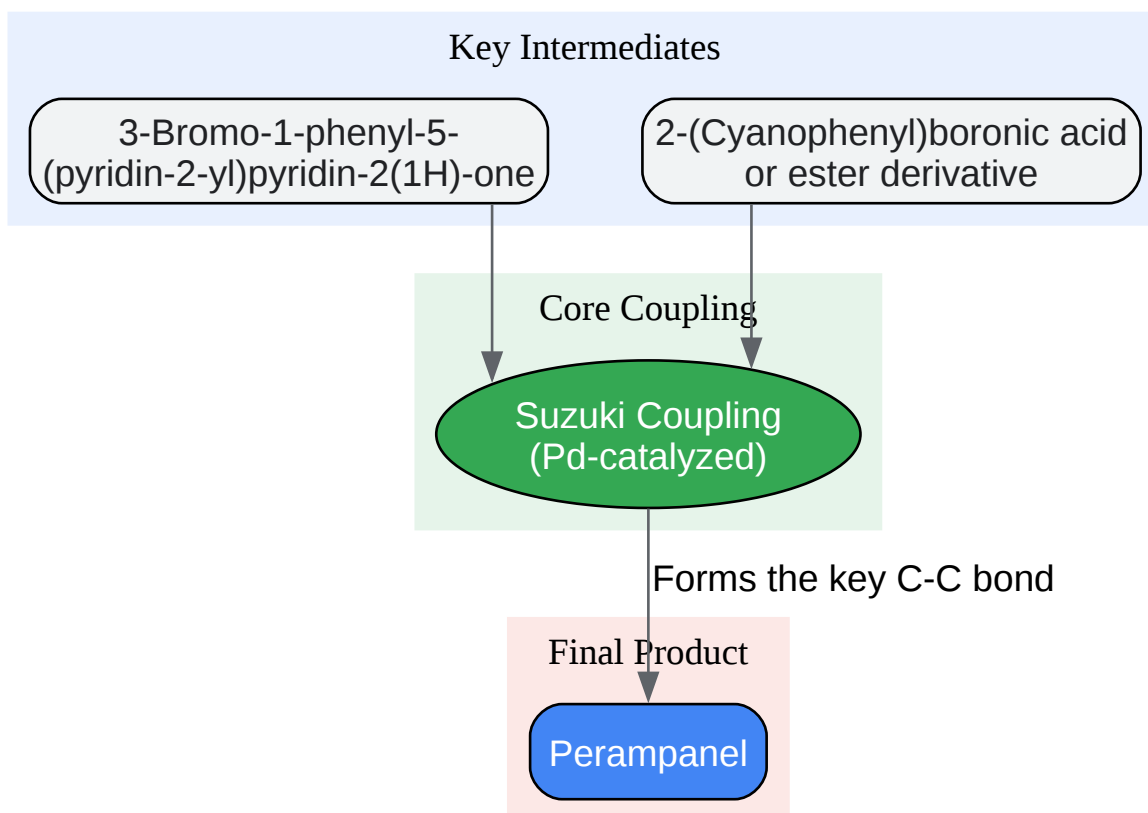 Key Intermediates
3-Bromo-1-phenyl-5-
(pyridin-2-yl)pyridin-2(1H)-one
2-(Cyanophenyl)boronic acid
or ester derivative
Core Coupling
Suzuki Coupling
(Pd-catalyzed)
Forms the key C-C bond
Final Product
Perampanel